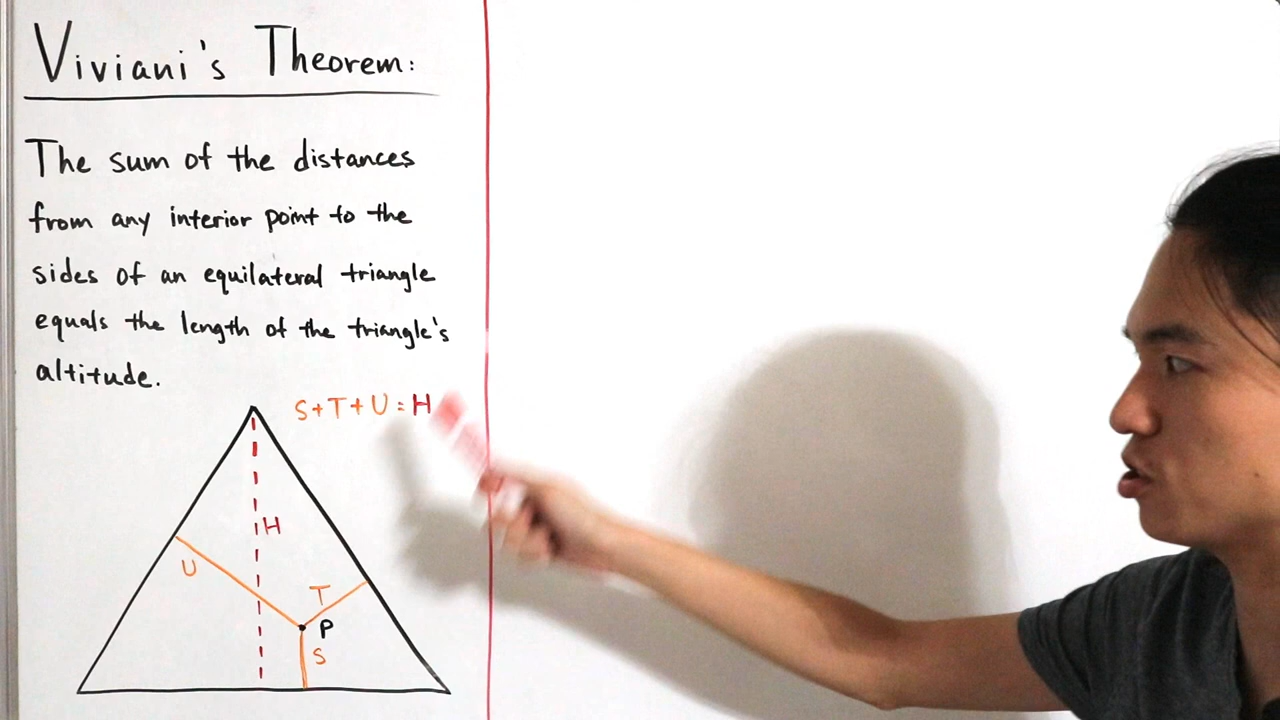 Viviani's Theorem:
The sum of the distances
from any interior point to the
sides of an equilateral triangle
equals the length of the triangle's
altitude.
S+T+U=H
H
U
T
P
S